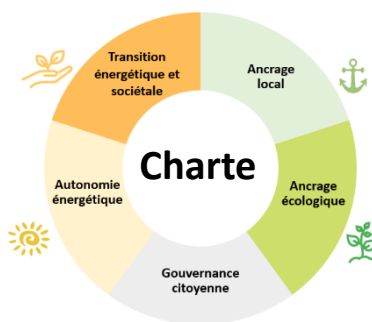 Transition
énergétique et
sociétale
Ancrage
local
Charte
Autonomie
énergétique
Ancrage
écologique
Gouvernance
citoyenne